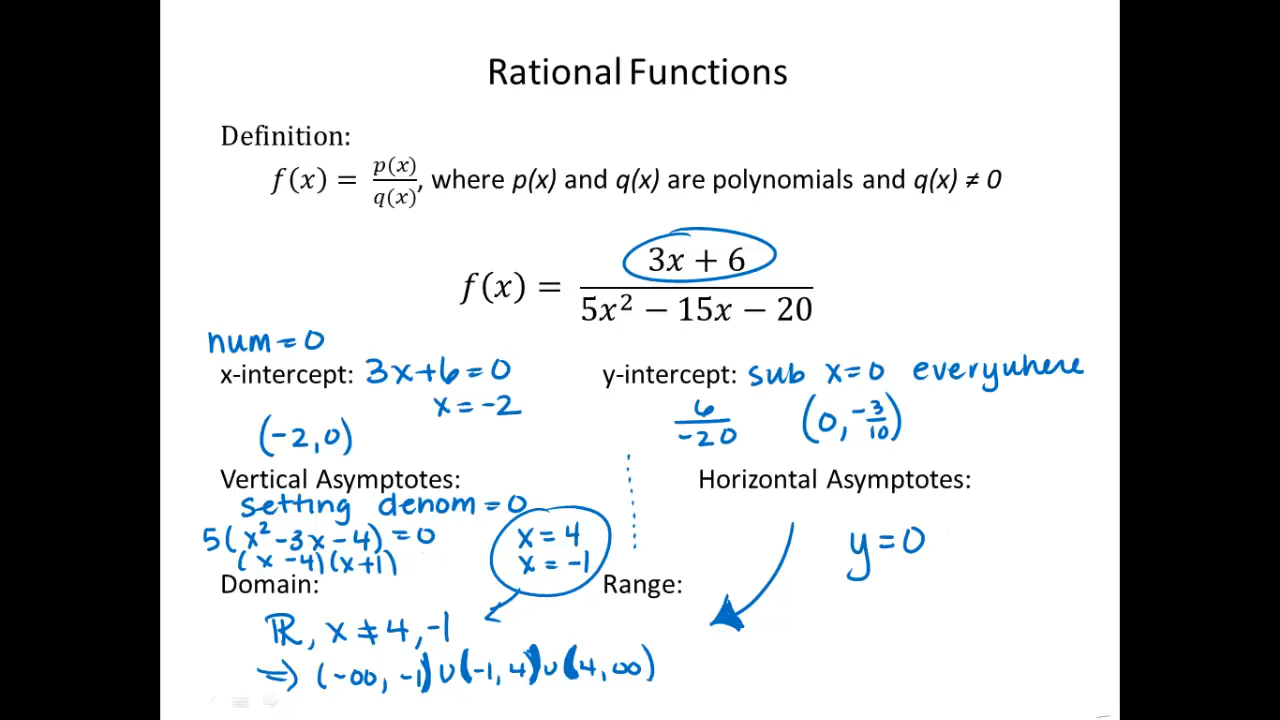 Rational Functions
Definition:
f(x) = p(x)/q(x), where p(x) and q(x) are polynomials and q(x) ≠ 0
f(x) = (3x + 6)/(5x² − 15x − 20)
num = 0
x-intercept: 3x+6=0
x = -2
(-2,0)
y-intercept: sub x=0 everywhere
6/-20 (0, -3/10)
Vertical Asymptotes:
setting denom = 0
5(x² -3x -4) = 0
(x -4)(x+1)
x = 4
x = -1
Horizontal Asymptotes:
y = 0
Domain:
ℝ, x ≠ 4, -1
⇒ (-∞, -1) ∪ (-1, 4) ∪ (4, ∞)
Range: